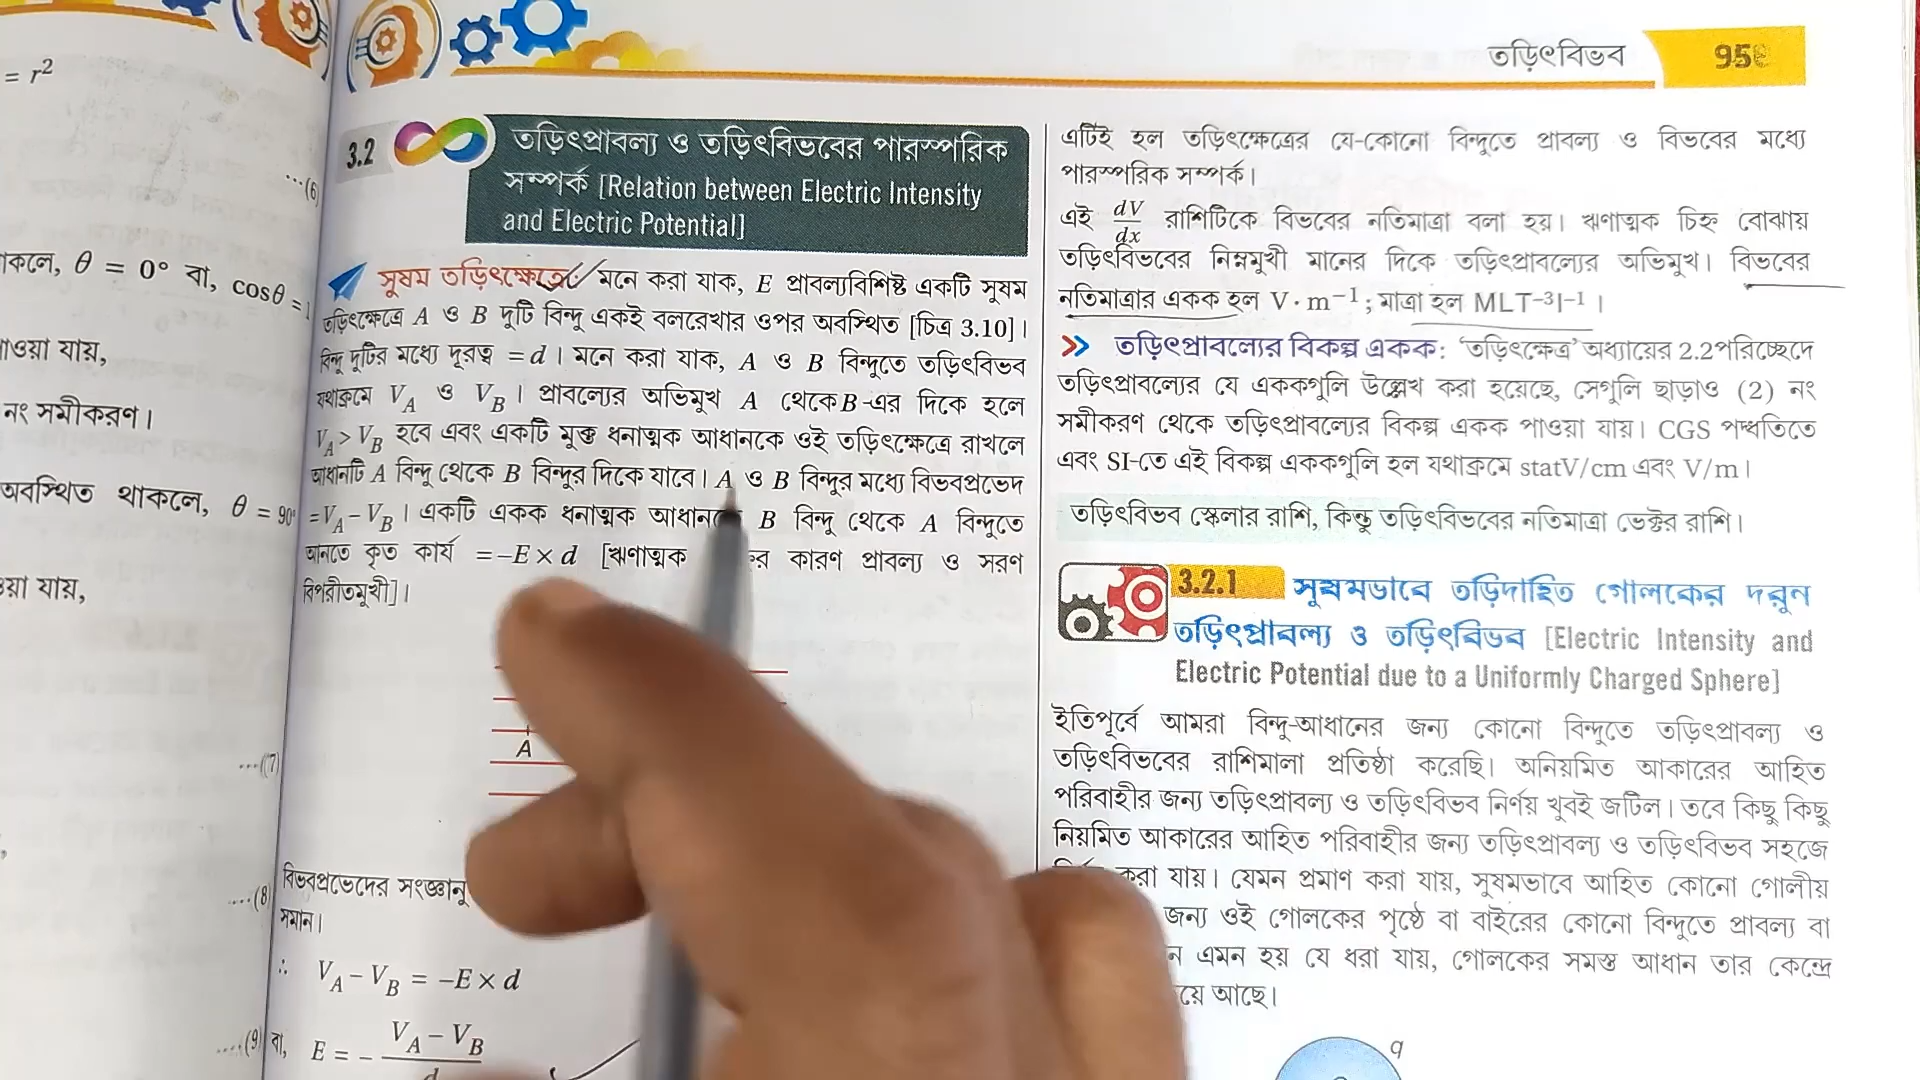 = r²
...(6)
াকলে, θ = 0° বা, cosθ = 1
াওয়া যায়,
নং সমীকরণ।
অবস্থিত থাকলে, θ = 90°
ওয়া যায়,
...(7)
....(8)
....(9)
তড়িৎবিভব 95
3.2 তড়িৎপ্রাবল্য ও তড়িৎবিভবের পারস্পরিক
সম্পর্ক [Relation between Electric Intensity
and Electric Potential]
সুষম তড়িৎক্ষেত্রে: মনে করা যাক, E প্রাবল্যবিশিষ্ট একটি সুষম
তড়িৎক্ষেত্রে A ও B দুটি বিন্দু একই বলরেখার ওপর অবস্থিত [চিত্র 3.10]।
বিন্দু দুটির মধ্যে দূরত্ব = d । মনে করা যাক, A ও B বিন্দুতে তড়িৎবিভব
যথাক্রমে V_A ও V_B । প্রাবল্যের অভিমুখ A থেকে B-এর দিকে হলে
V_A > V_B হবে এবং একটি মুক্ত ধনাত্মক আধানকে ওই তড়িৎক্ষেত্রে রাখলে
আধানটি A বিন্দু থেকে B বিন্দুর দিকে যাবে। A ও B বিন্দুর মধ্যে বিভবপ্রভেদ
= V_A – V_B । একটি একক ধনাত্মক B বিন্দু থেকে A বিন্দুতে
আনতে কৃত কার্য = –E × d [ঋণাত্মক কারণ প্রাবল্য ও সরণ
বিপরীতমুখী]।
A
বিভবপ্রভেদের
সমান।
∴ V_A – V_B = –E × d
বা, E = – (V_A – V_B)/d
এটিই হল তড়িৎক্ষেত্রের যে-কোনো বিন্দুতে প্রাবল্য ও বিভবের মধ্যে
পারস্পরিক সম্পর্ক।
এই dV/dx রাশিটিকে বিভবের নতিমাত্রা বলা হয়। ঋণাত্মক চিহ্ন বোঝায়
তড়িৎবিভবের নিম্নমুখী মানের দিকে তড়িৎপ্রাবল্যের অভিমুখ। বিভবের
নতিমাত্রার একক হল V · m⁻¹ ; মাত্রা হল MLT⁻³I⁻¹ ।
>> তড়িৎপ্রাবল্যের বিকল্প একক: 'তড়িৎক্ষেত্র' অধ্যায়ের 2.2পরিচ্ছেদে
তড়িৎপ্রাবল্যের যে এককগুলি উল্লেখ করা হয়েছে, সেগুলি ছাড়াও (2) নং
সমীকরণ থেকে তড়িৎপ্রাবল্যের বিকল্প একক পাওয়া যায়। CGS পদ্ধতিতে
এবং SI-তে এই বিকল্প এককগুলি হল যথাক্রমে statV/cm এবং V/m।
তড়িৎবিভব স্কেলার রাশি, কিন্তু তড়িৎবিভবের নতিমাত্রা ভেক্টর রাশি।
3.2.1 সুষমভাবে তড়িদাহিত গোলকের দরুন
তড়িৎপ্রাবল্য ও তড়িৎবিভব [Electric Intensity and
Electric Potential due to a Uniformly Charged Sphere]
ইতিপূর্বে আমরা বিন্দু-আধানের জন্য কোনো বিন্দুতে তড়িৎপ্রাবল্য ও
তড়িৎবিভবের রাশিমালা প্রতিষ্ঠা করেছি। অনিয়মিত আকারের আহিত
পরিবাহীর জন্য তড়িৎপ্রাবল্য ও তড়িৎবিভব নির্ণয় খুবই জটিল। তবে কিছু কিছু
নিয়মিত আকারের আহিত পরিবাহীর জন্য তড়িৎপ্রাবল্য ও তড়িৎবিভব সহজে
করা যায়। যেমন প্রমাণ করা যায়, সুষমভাবে আহিত কোনো গোলীয়
জন্য ওই গোলকের পৃষ্ঠে বা বাইরের কোনো বিন্দুতে প্রাবল্য বা
এমন হয় যে ধরা যায়, গোলকের সমস্ত আধান তার কেন্দ্রে
আছে।
q